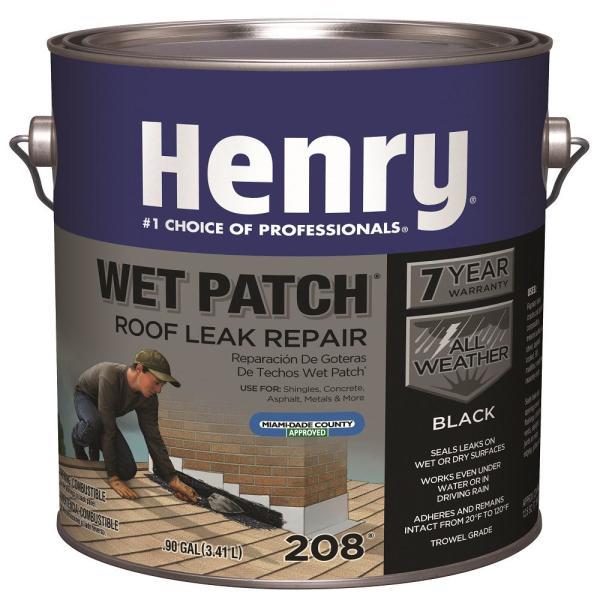 Henry®
#1 CHOICE OF PROFESSIONALS®
WET PATCH®
ROOF LEAK REPAIR
Reparación De Goteras
De Techos Wet Patch®
USE FOR: Shingles, Concrete,
Asphalt, Metals & More
MIAMI-DADE COUNTY
APPROVED
7 YEAR
WARRANTY
ALL
WEATHER
BLACK
SEALS LEAKS ON
WET OR DRY SURFACES
WORKS EVEN UNDER
WATER OR IN
DRIVING RAIN
ADHERES AND REMAINS
INTACT FROM 20°F TO 120°F
TROWEL GRADE
COMBUSTIBLE
COMBUSTIBLE
.90 GAL (3.41 L)
208®
USES: